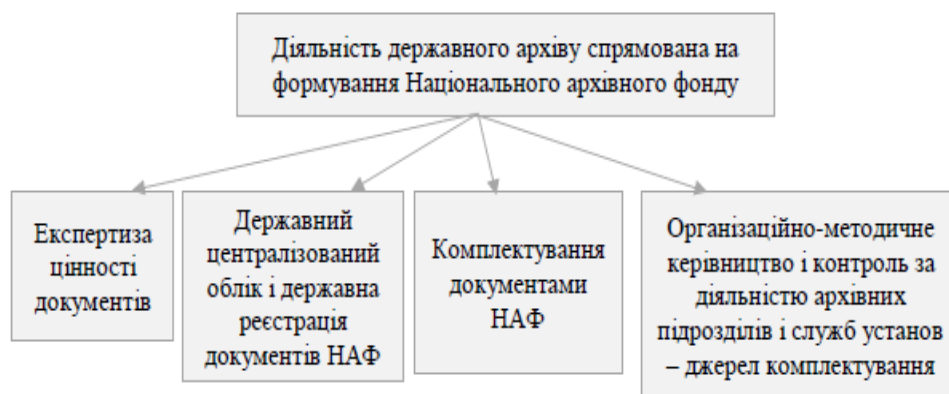 Діяльність державного архіву спрямована на
формування Національного архівного фонду
Експертиза
цінності
документів
Державний
централізований
облік і державна
реєстрація
документів НАФ
Комплектування
документами
НАФ
Організаційно-методичне
керівництво і контроль за
діяльністю архівних
підрозділів і служб установ
– джерел комплектування